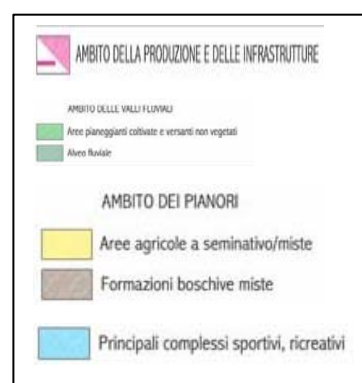 AMBITO DELLA PRODUZIONE E DELLE INFRASTRUTTURE
AMBITO DELLE VALLI FLUVIALI
Aree pianeggianti coltivate e versanti non vegetati
Alveo fluviale
AMBITO DEI PIANORI
Aree agricole a seminativo/miste
Formazioni boschive miste
Principali complessi sportivi, ricreativi